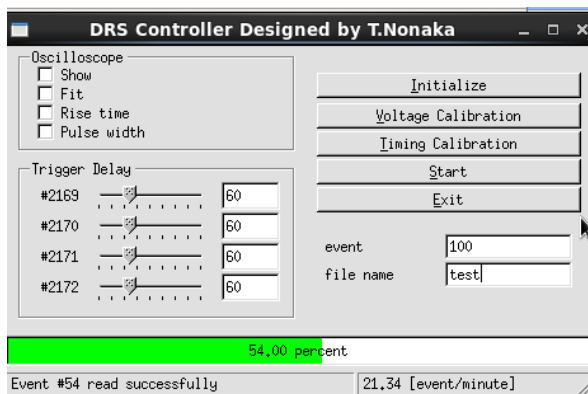 DRS Controller Designed by T.Nonaka
Oscilloscope
Show
Fit
Rise time
Pulse width
Trigger Delay
#2169 60
#2170 60
#2171 60
#2172 60
Initialize
Voltage Calibration
Timing Calibration
Start
Exit
event 100
file name test
54.00 percent
Event #54 read successfully
21.34 [event/minute]